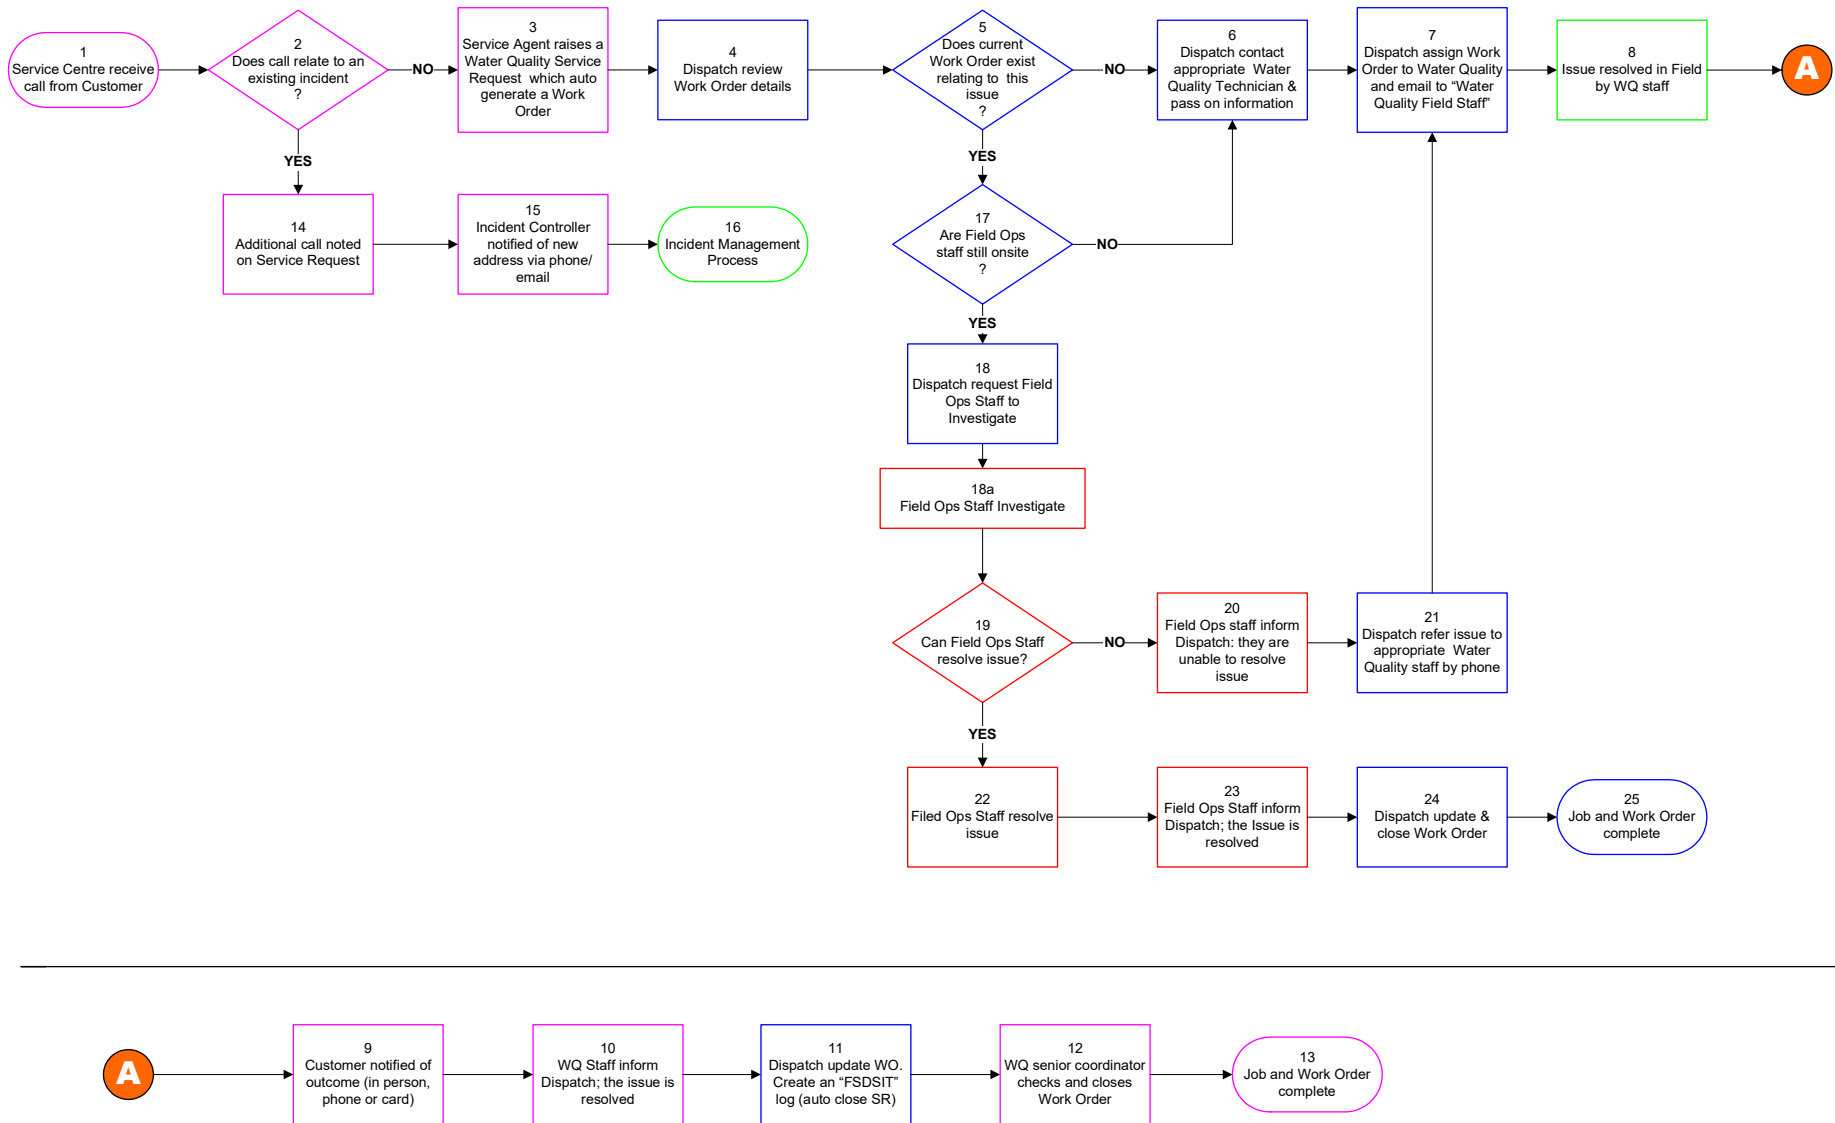 1
Service Centre receive
call from Customer
2
Does call relate to an
existing incident
?
NO
3
Service Agent raises a
Water Quality Service
Request which auto
generate a Work
Order
4
Dispatch review
Work Order details
5
Does current
Work Order exist
relating to this
issue
?
NO
6
Dispatch contact
appropriate Water
Quality Technician &
pass on information
7
Dispatch assign Work
Order to Water Quality
and email to “Water
Quality Field Staff”
8
Issue resolved in Field
by WQ staff
A
YES
14
Additional call noted
on Service Request
15
Incident Controller
notified of new
address via phone/
email
16
Incident Management
Process
YES
17
Are Field Ops
staff still onsite
?
NO
YES
18
Dispatch request Field
Ops Staff to
Investigate
18a
Field Ops Staff Investigate
19
Can Field Ops Staff
resolve issue?
NO
20
Field Ops staff inform
Dispatch: they are
unable to resolve
issue
21
Dispatch refer issue to
appropriate Water
Quality staff by phone
YES
22
Filed Ops Staff resolve
issue
23
Field Ops Staff inform
Dispatch; the Issue is
resolved
24
Dispatch update &
close Work Order
25
Job and Work Order
complete
A
9
Customer notified of
outcome (in person,
phone or card)
10
WQ Staff inform
Dispatch; the issue is
resolved
11
Dispatch update WO.
Create an “FSDSIT”
log (auto close SR)
12
WQ senior coordinator
checks and closes
Work Order
13
Job and Work Order
complete